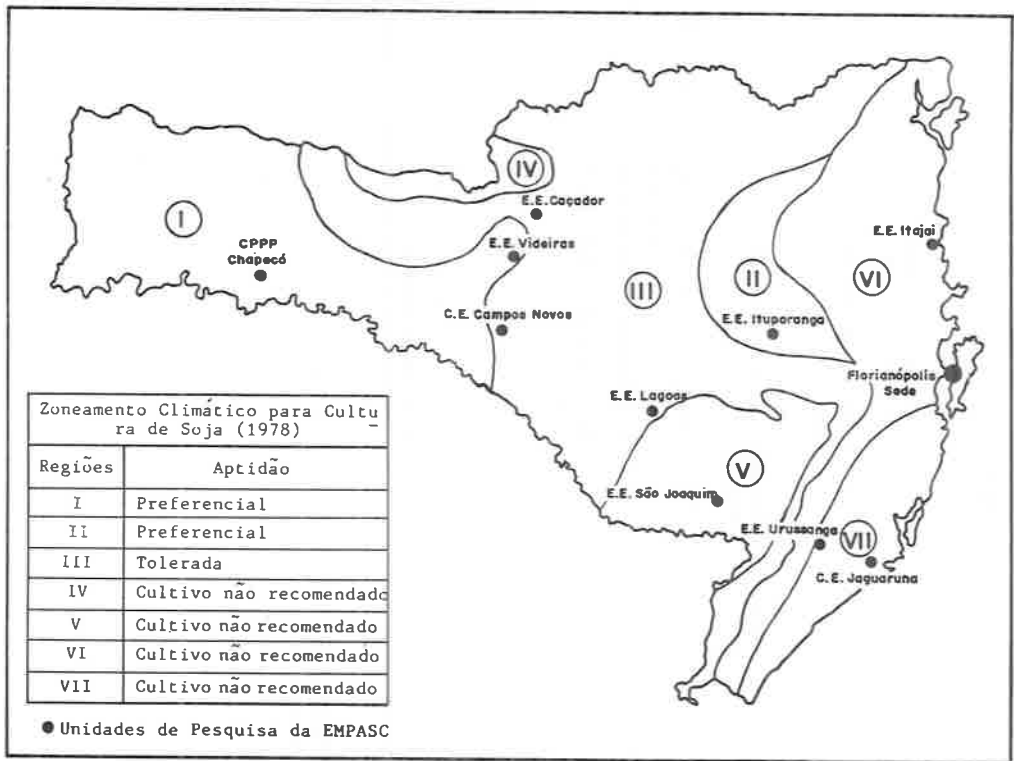 IV
E.E. Caçador
I
CPPP
Chapecó
E.E. Videiras
E.E. Itajaí
II
VI
III
C.E. Campos Novos
E.E. Ituporanga
Florianópolis
Sede
E.E. Lagoas
V
E.E. São Joaquim
E.E. Urussanga
VII
C.E. Jaguaruna
Zoneamento Climático para Cultu
ra de Soja (1978)
Regiões Aptidão
I Preferencial
II Preferencial
III Tolerada
IV Cultivo não recomendado
V Cultivo não recomendado
VI Cultivo não recomendado
VII Cultivo não recomendado
Unidades de Pesquisa da EMPASC